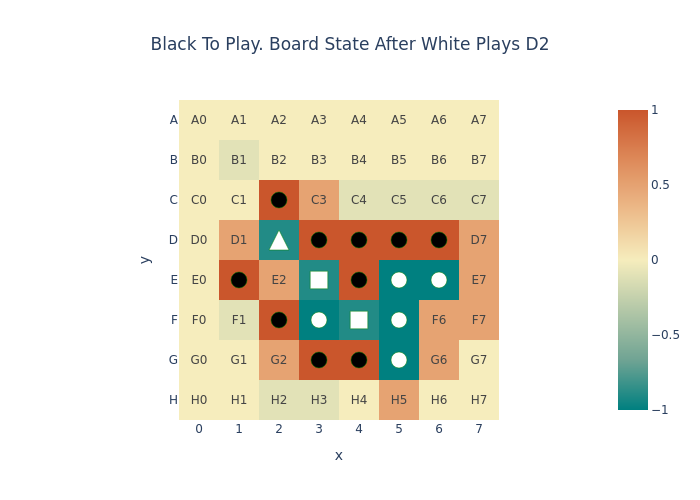 Black To Play. Board State After White Plays D2
A A0 A1 A2 A3 A4 A5 A6 A7
B B0 B1 B2 B3 B4 B5 B6 B7
C C0 C1 C3 C4 C5 C6 C7
D D0 D1 D7
E E0 E2 E7
F F0 F1 F6 F7
G G0 G1 G2 G6 G7
H H0 H1 H2 H3 H4 H5 H6 H7
0 1 2 3 4 5 6 7
x
y
1
0.5
0
−0.5
−1